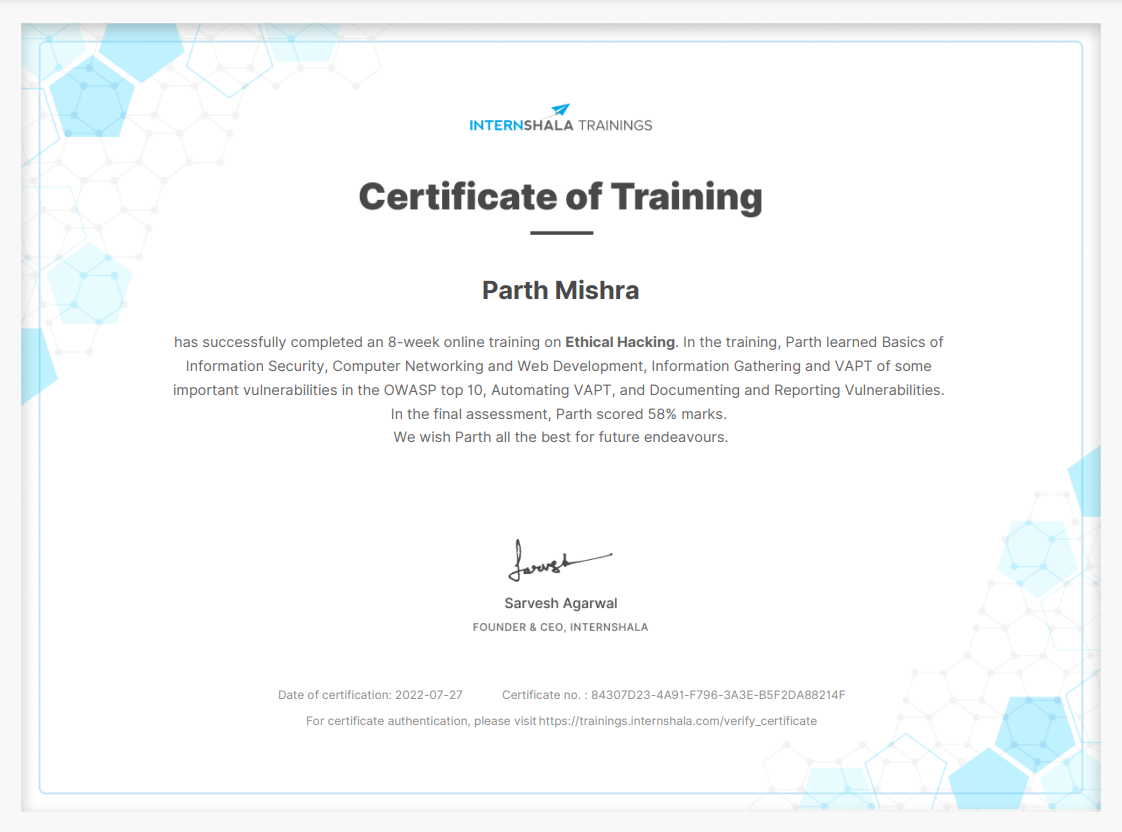 INTERNSHALA TRAININGS
Certificate of Training
Parth Mishra
has successfully completed an 8-week online training on Ethical Hacking. In the training, Parth learned Basics of
Information Security, Computer Networking and Web Development, Information Gathering and VAPT of some
important vulnerabilities in the OWASP top 10, Automating VAPT, and Documenting and Reporting Vulnerabilities.
In the final assessment, Parth scored 58% marks.
We wish Parth all the best for future endeavours.
Sarvesh
Sarvesh Agarwal
FOUNDER & CEO, INTERNSHALA
Date of certification: 2022-07-27 Certificate no. : 84307D23-4A91-F796-3A3E-B5F2DA88214F
For certificate authentication, please visit https://trainings.internshala.com/verify_certificate